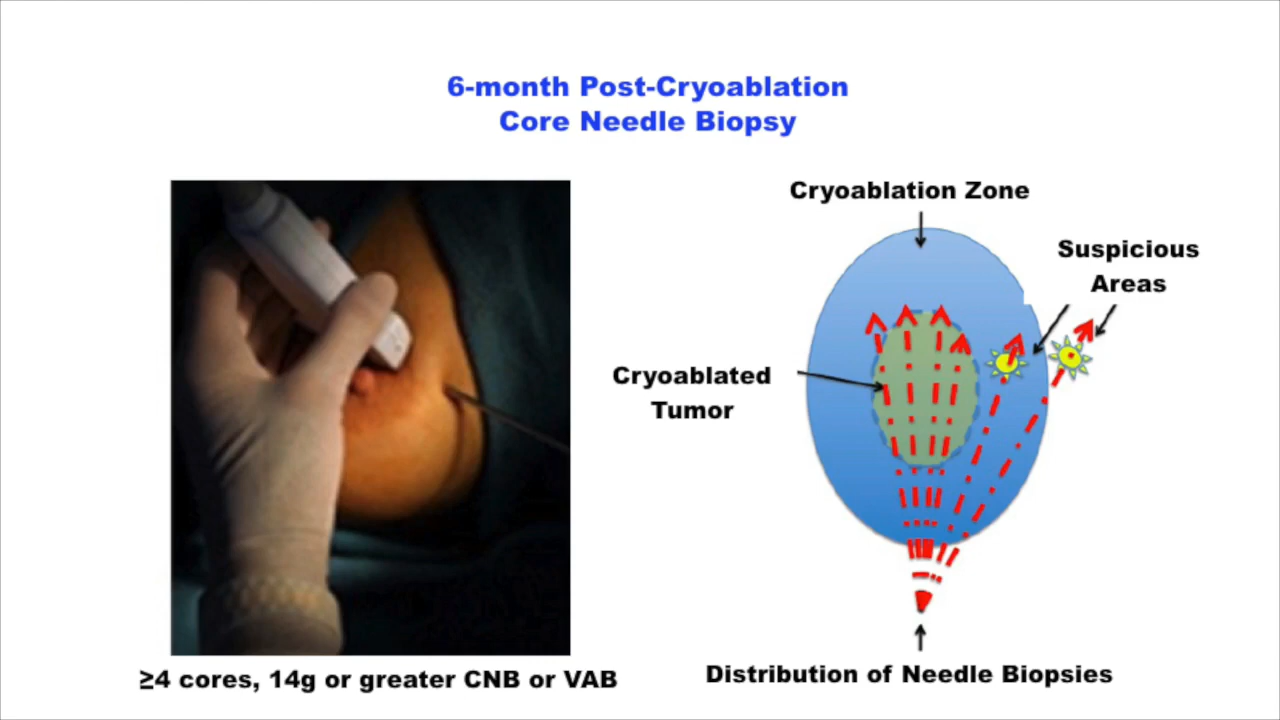 6-month Post-Cryoablation
Core Needle Biopsy
Cryoablation Zone
Suspicious
Areas
Cryoablated
Tumor
≥4 cores, 14g or greater CNB or VAB
Distribution of Needle Biopsies